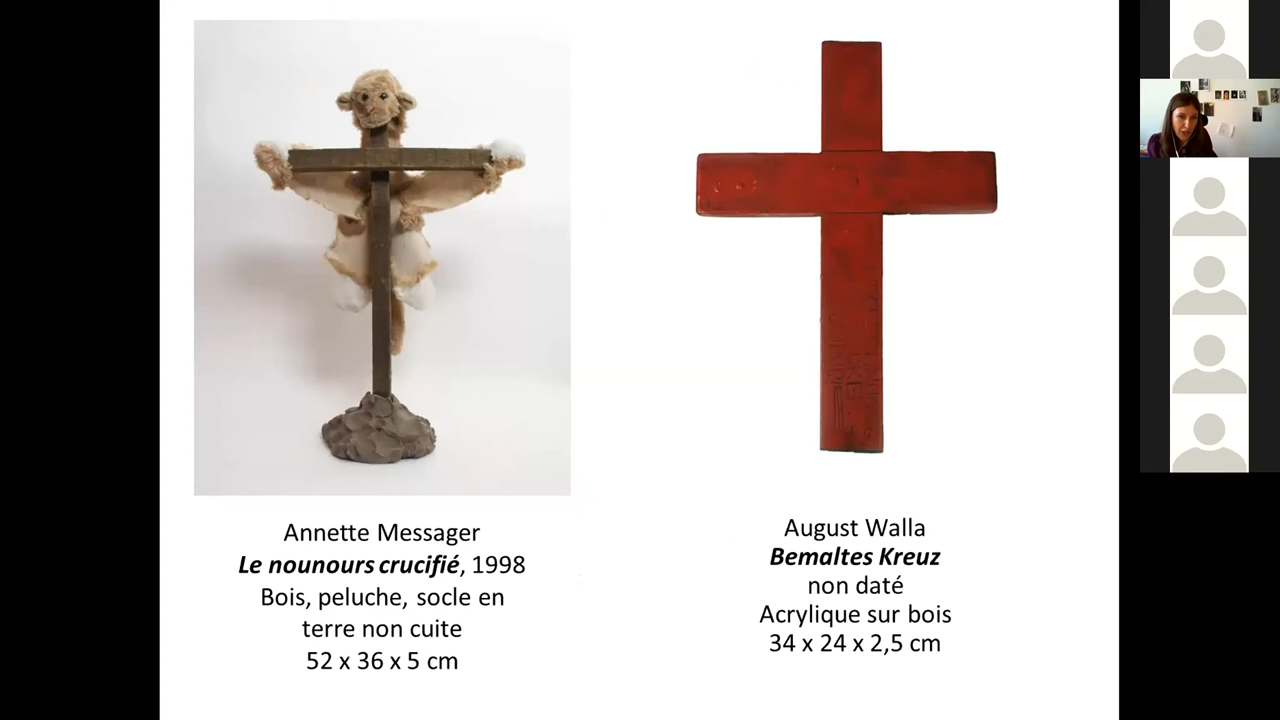 Annette Messager
Le nounours crucifié, 1998
Bois, peluche, socle en
terre non cuite
52 x 36 x 5 cm
August Walla
Bemaltes Kreuz
non daté
Acrylique sur bois
34 x 24 x 2,5 cm